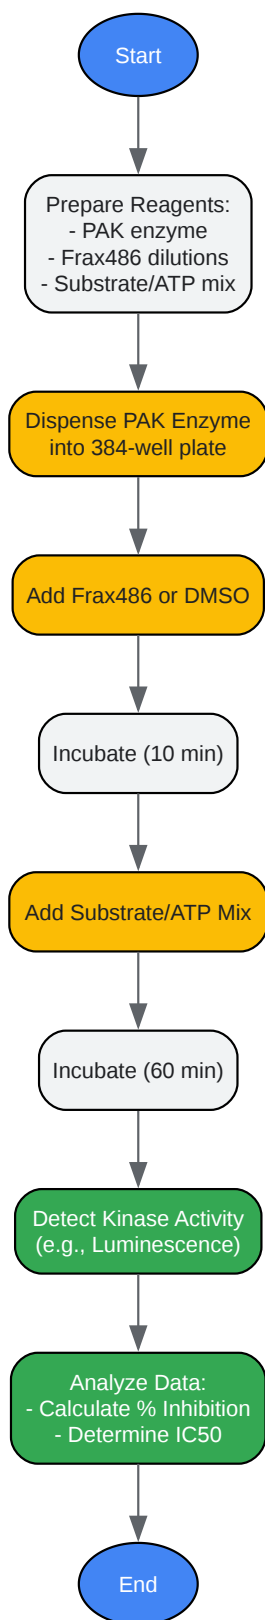 Start
Prepare Reagents:
- PAK enzyme
- Frax486 dilutions
- Substrate/ATP mix
Dispense PAK Enzyme
into 384-well plate
Add Frax486 or DMSO
Incubate (10 min)
Add Substrate/ATP Mix
Incubate (60 min)
Detect Kinase Activity
(e.g., Luminescence)
Analyze Data:
- Calculate % Inhibition
- Determine IC50
End